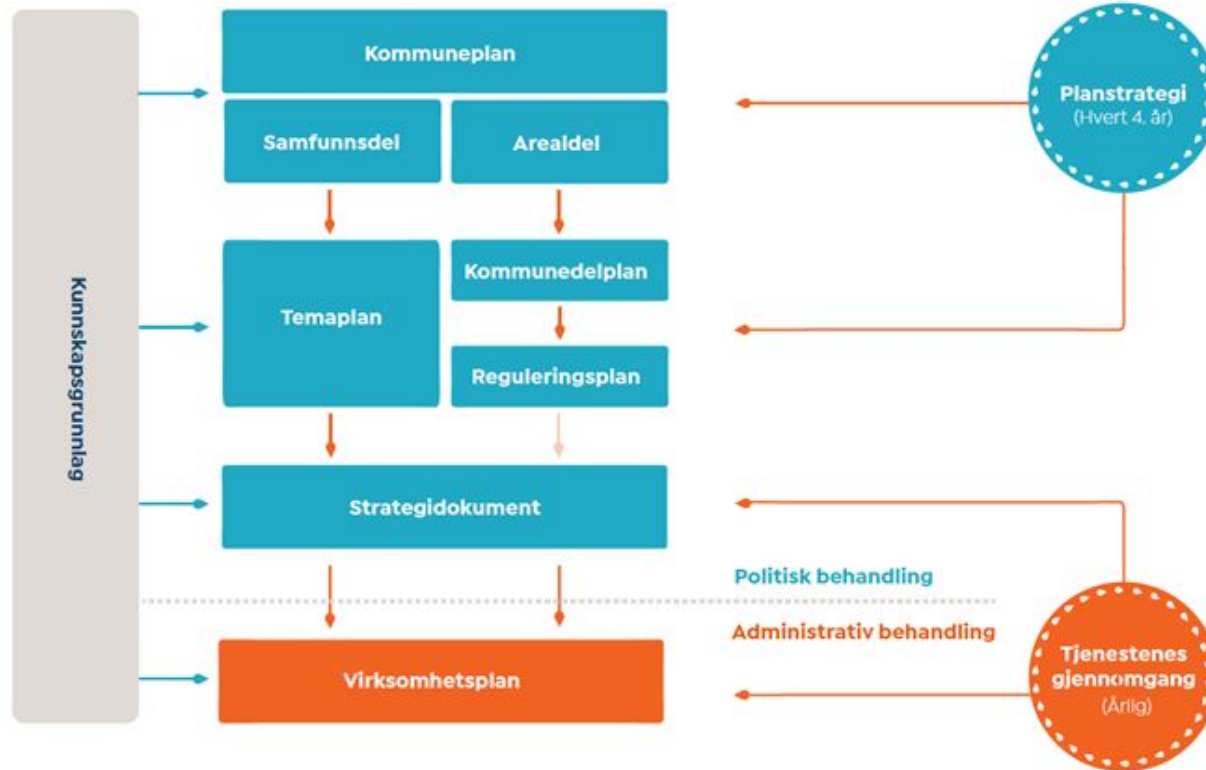 Kommuneplan
Samfunnsdel
Arealdel
Temaplan
Kommunedelplan
Reguleringsplan
Strategidokument
Virksomhetsplan
Kunnskapsgrunnlag
Planstrategi
(Hvert 4. år)
Politisk behandling
Administrativ behandling
Tjenestenes
gjennomgang
(Årlig)